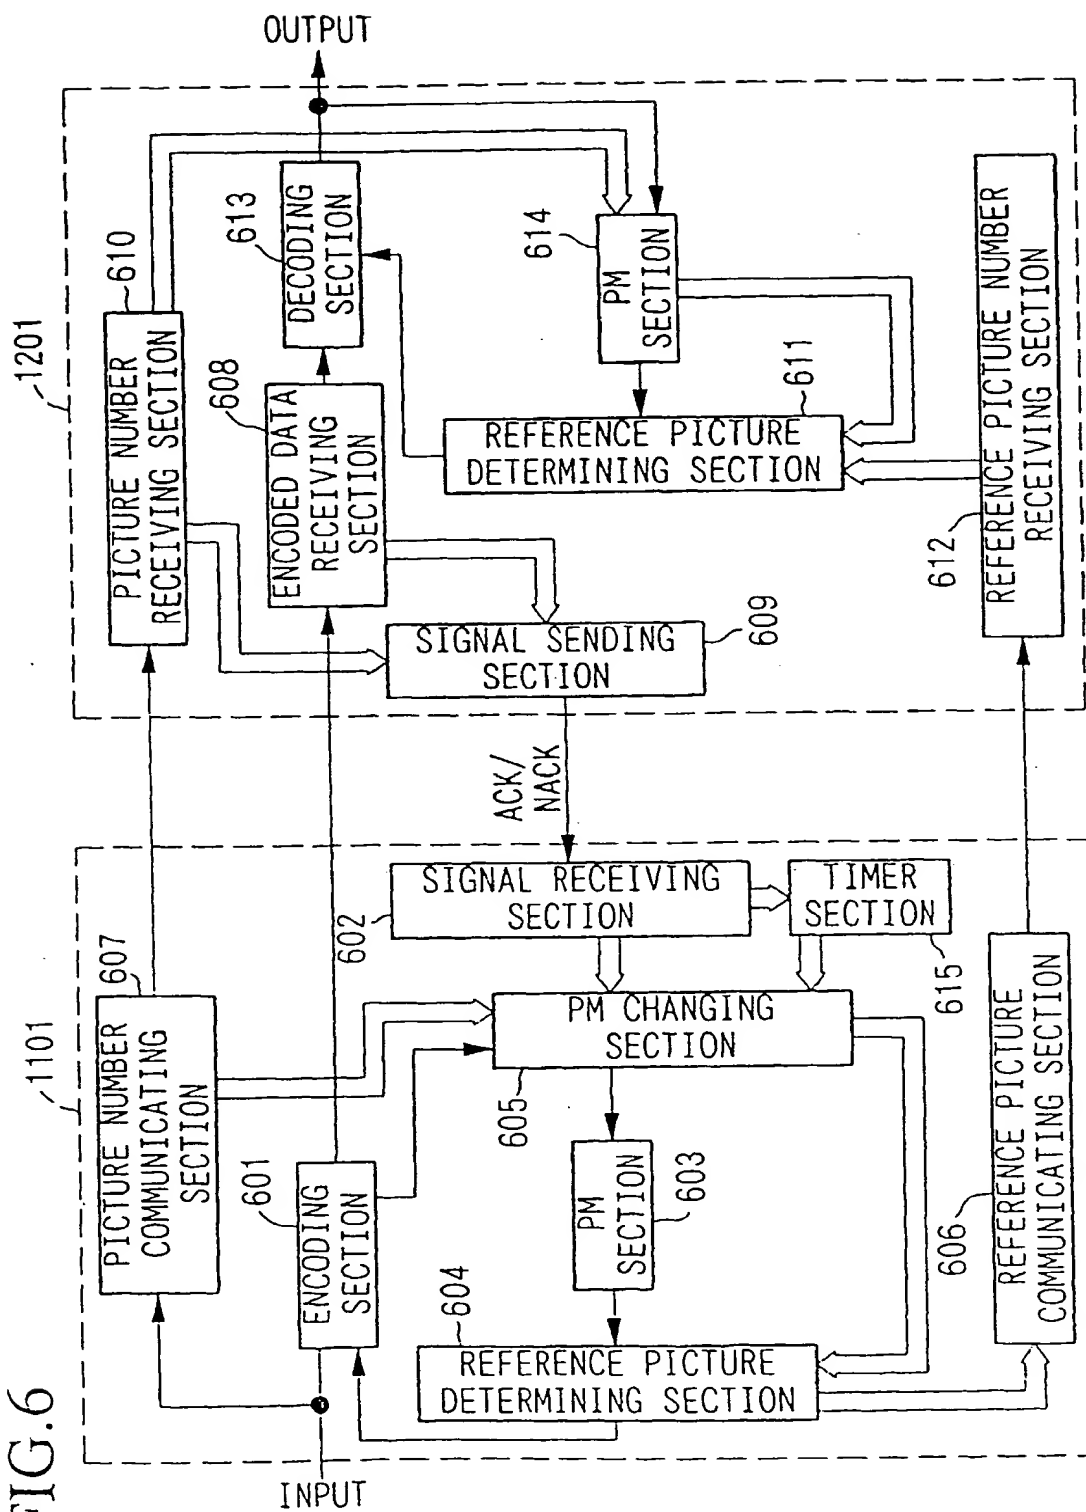 FIG.6
INPUT
1101
PICTURE NUMBER
COMMUNICATING
SECTION
607
601
ENCODING
SECTION
604
REFERENCE PICTURE
DETERMINING SECTION
PM
SECTION
603
605
PM CHANGING
SECTION
602
SIGNAL RECEIVING
SECTION
TIMER
SECTION
615
606
REFERENCE PICTURE
COMMUNICATING SECTION
ACK/
NACK
1201
PICTURE NUMBER
RECEIVING SECTION
610
608
ENCODED DATA
RECEIVING
SECTION
SIGNAL SENDING
SECTION
609
613
DECODING
SECTION
614
PM
SECTION
611
REFERENCE PICTURE
DETERMINING SECTION
612
REFERENCE PICTURE NUMBER
RECEIVING SECTION
OUTPUT